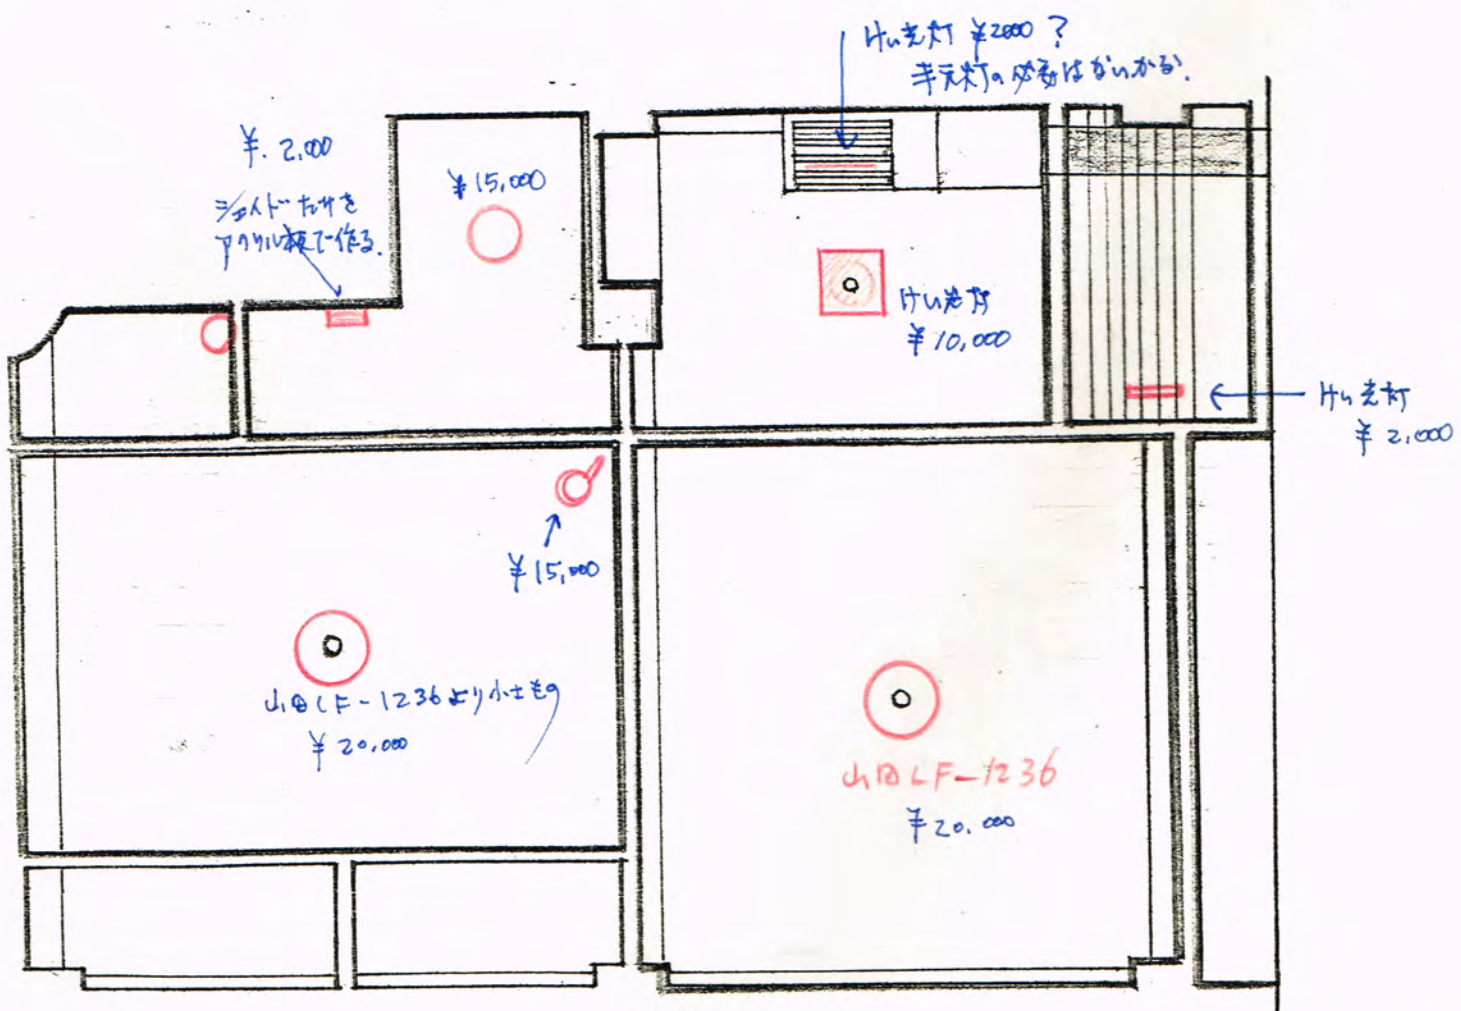 けい光灯 ¥2000 ?
手元灯の必要はないかな.
¥. 2,000
シェイドだけを
アクリル板で作る.
¥15,000
けい光灯
¥10,000
けい光灯
¥ 2,000
¥15,000
山田LF-1236より小さもの
¥ 20,000
山田LF-1236
¥20,000